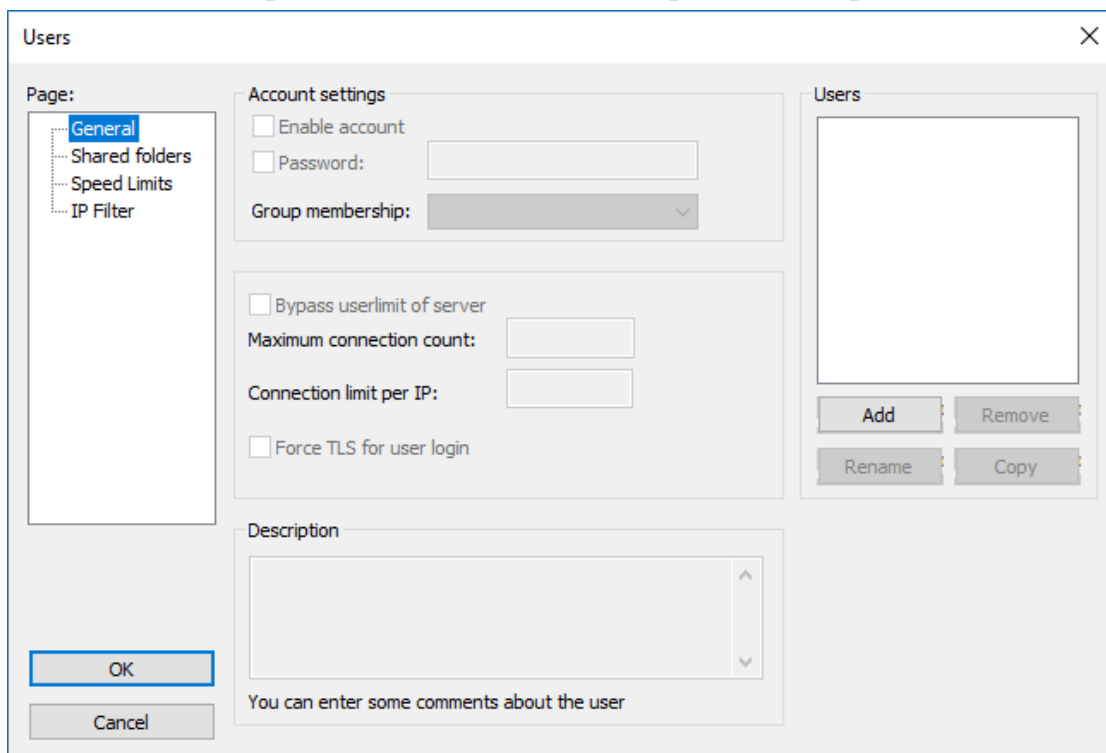 Users
Page:
General
Shared folders
Speed Limits
IP Filter
OK
Cancel
Account settings
Enable account
Password:
Group membership:
Bypass userlimit of server
Maximum connection count:
Connection limit per IP:
Force TLS for user login
Description
You can enter some comments about the user
Users
Add Remove
Rename Copy